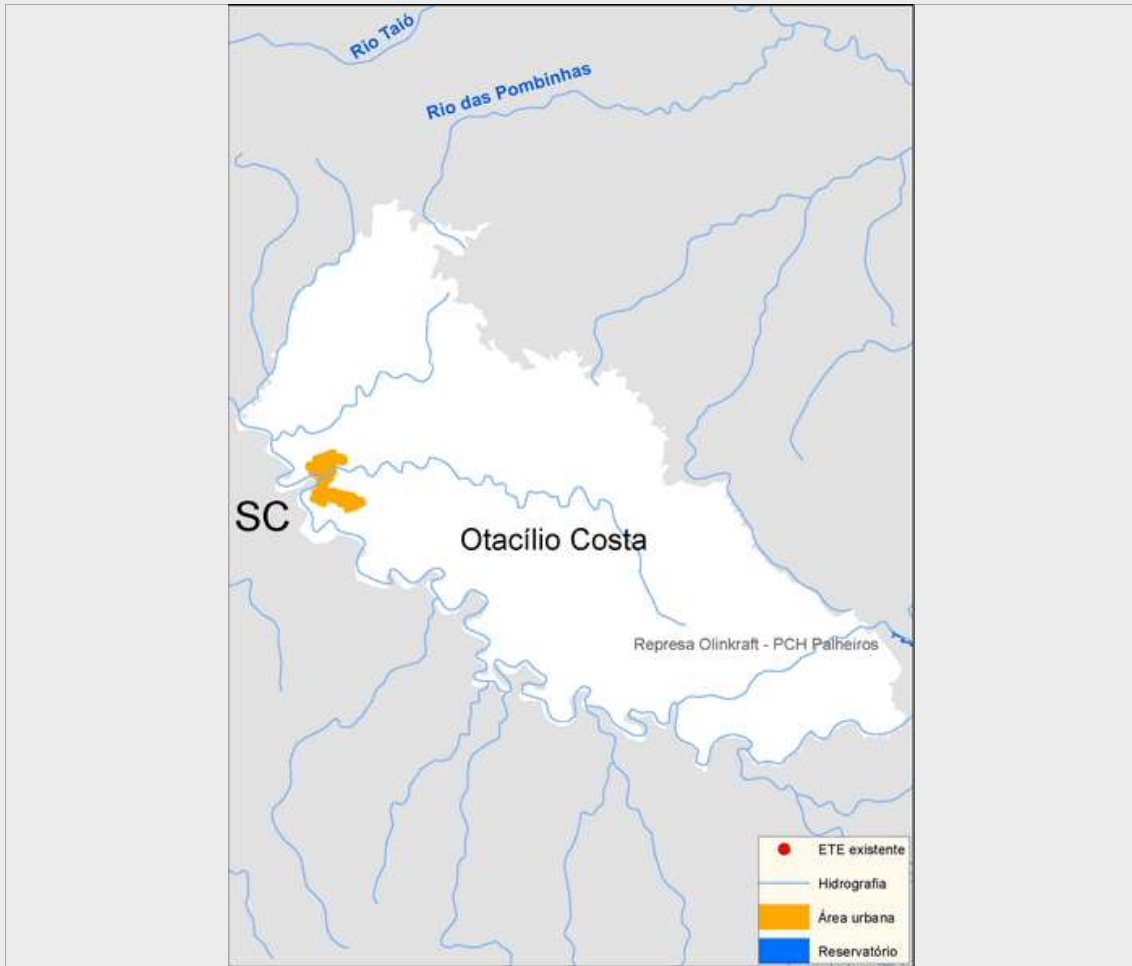 Rio Taió
Rio das Pombinhas
SC
Otacílio Costa
Represa Olinkraft - PCH Palheiros
ETE existente
Hidrografia
Área urbana
Reservatório